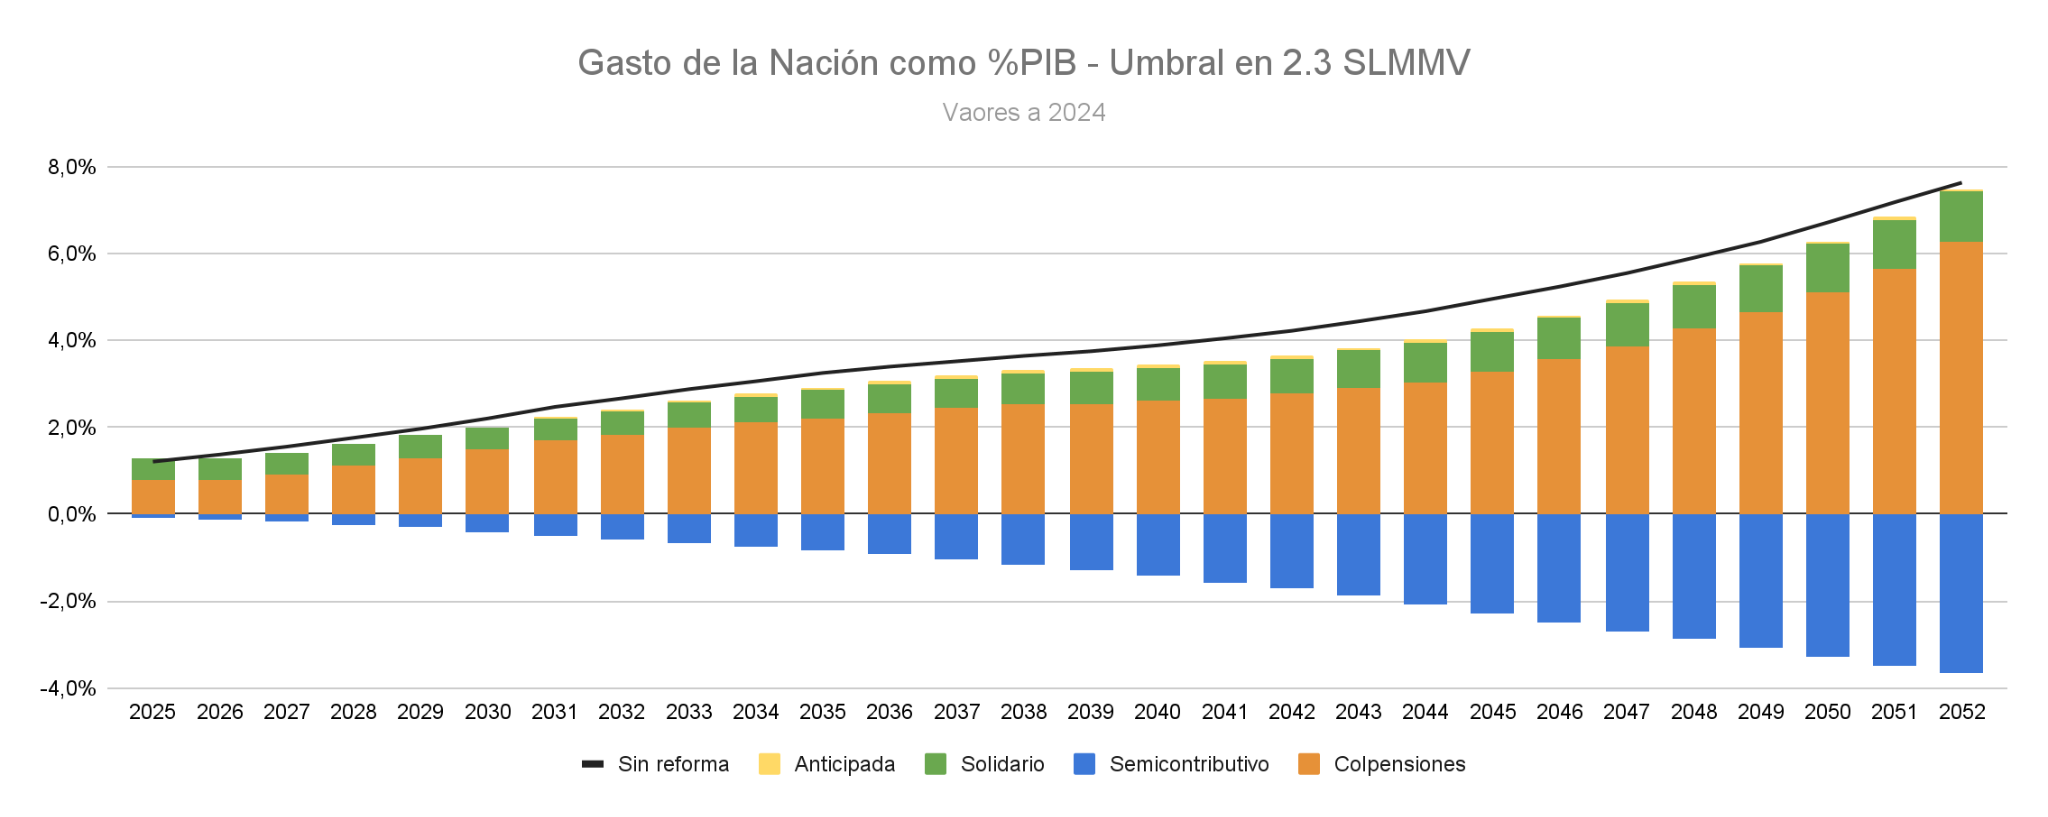 Gasto de la Nación como %PIB - Umbral en 2.3 SLMMV
Vaores a 2024
8,0%
6,0%
4,0%
2,0%
0,0%
-2,0%
-4,0%
2025 2026 2027 2028 2029 2030 2031 2032 2033 2034 2035 2036 2037 2038 2039 2040 2041 2042 2043 2044 2045 2046 2047 2048 2049 2050 2051 2052
Sin reforma Anticipada Solidario Semicontributivo Colpensiones